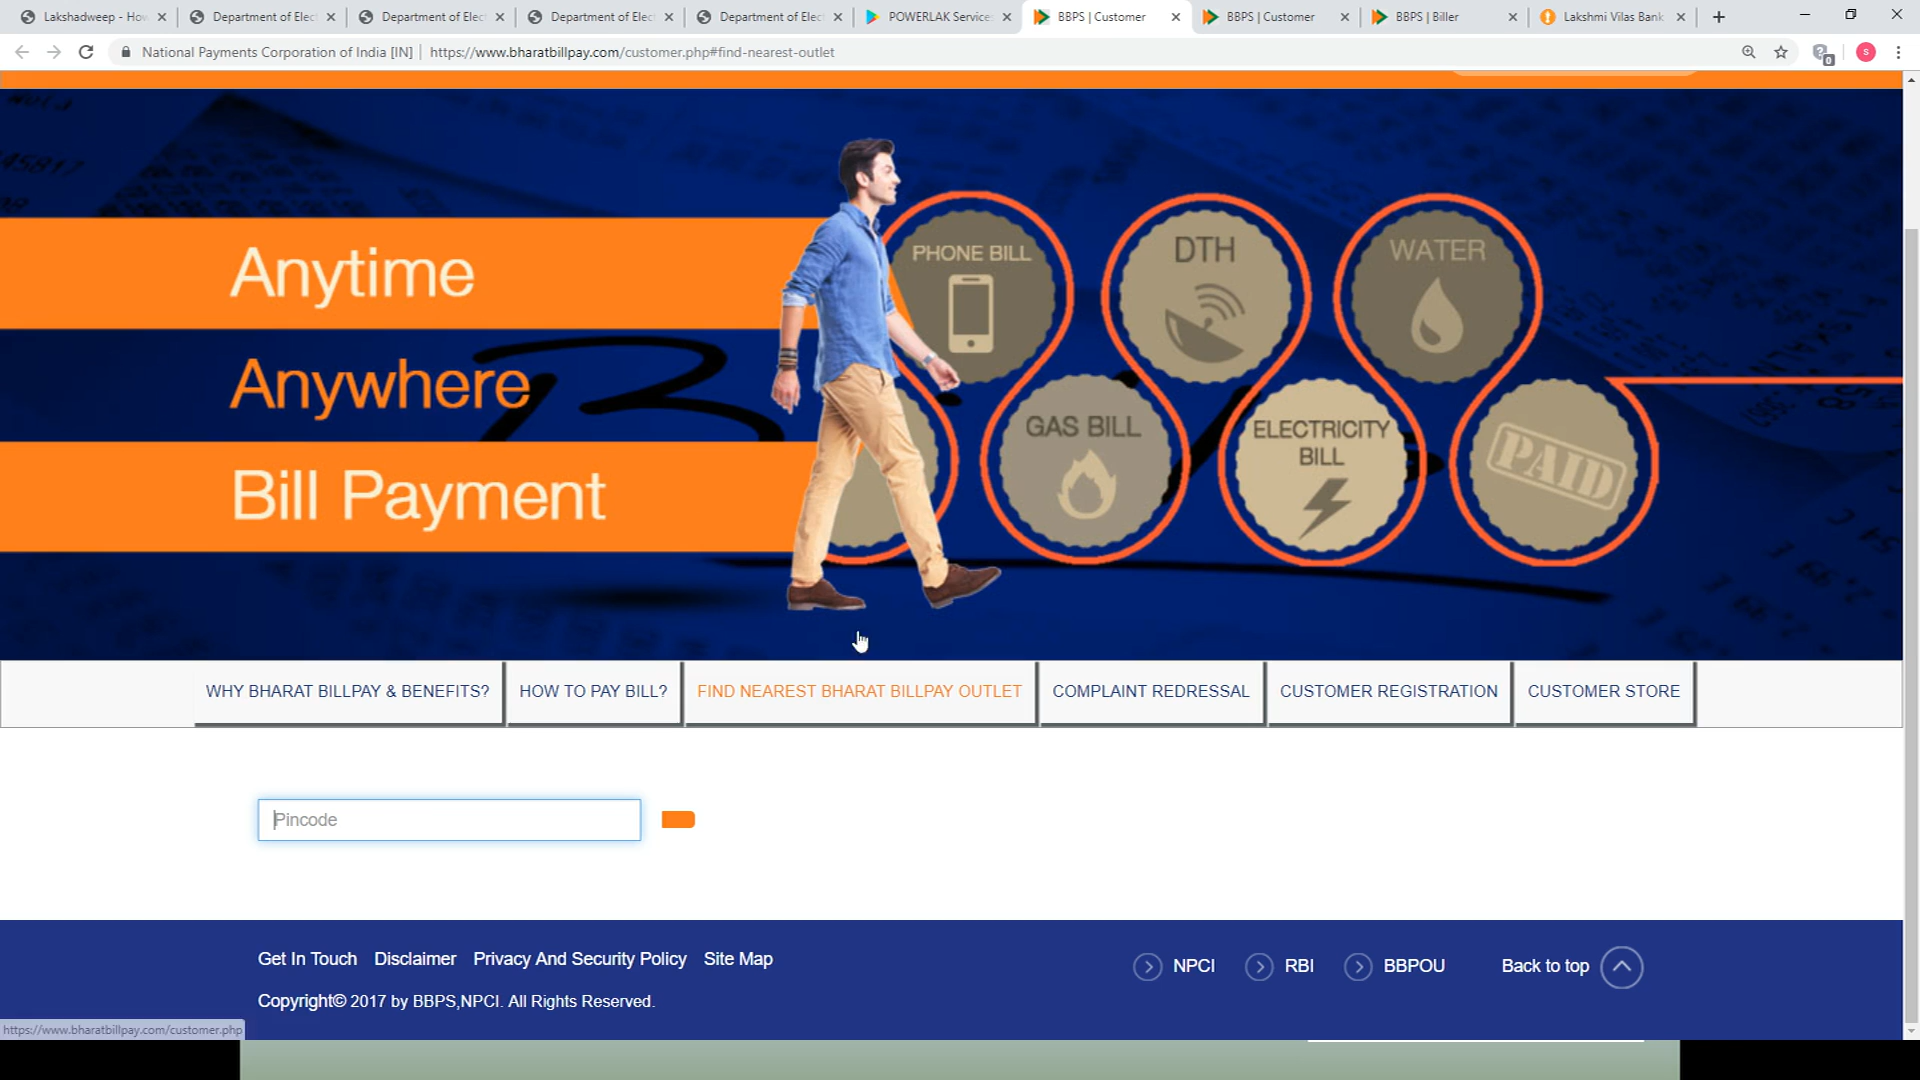 Lakshadweep - Hov
Department of Elec
Department of Elec
Department of Elec
Department of Elec
POWERLAK Service
BBPS | Customer
BBPS | Customer
BBPS | Biller
Lakshmi Vilas Bank
National Payments Corporation of India [IN] | https://www.bharatbillpay.com/customer.php#find-nearest-outlet
0
s
Anytime
Anywhere
Bill Payment
PHONE BILL
DTH
WATER
GAS BILL
ELECTRICITY
BILL
PAID
WHY BHARAT BILLPAY & BENEFITS?
HOW TO PAY BILL?
FIND NEAREST BHARAT BILLPAY OUTLET
COMPLAINT REDRESSAL
CUSTOMER REGISTRATION
CUSTOMER STORE
Pincode
Get In Touch Disclaimer Privacy And Security Policy Site Map
NPCI RBI BBPOU Back to top
Copyright© 2017 by BBPS,NPCI. All Rights Reserved.
https://www.bharatbillpay.com/customer.php